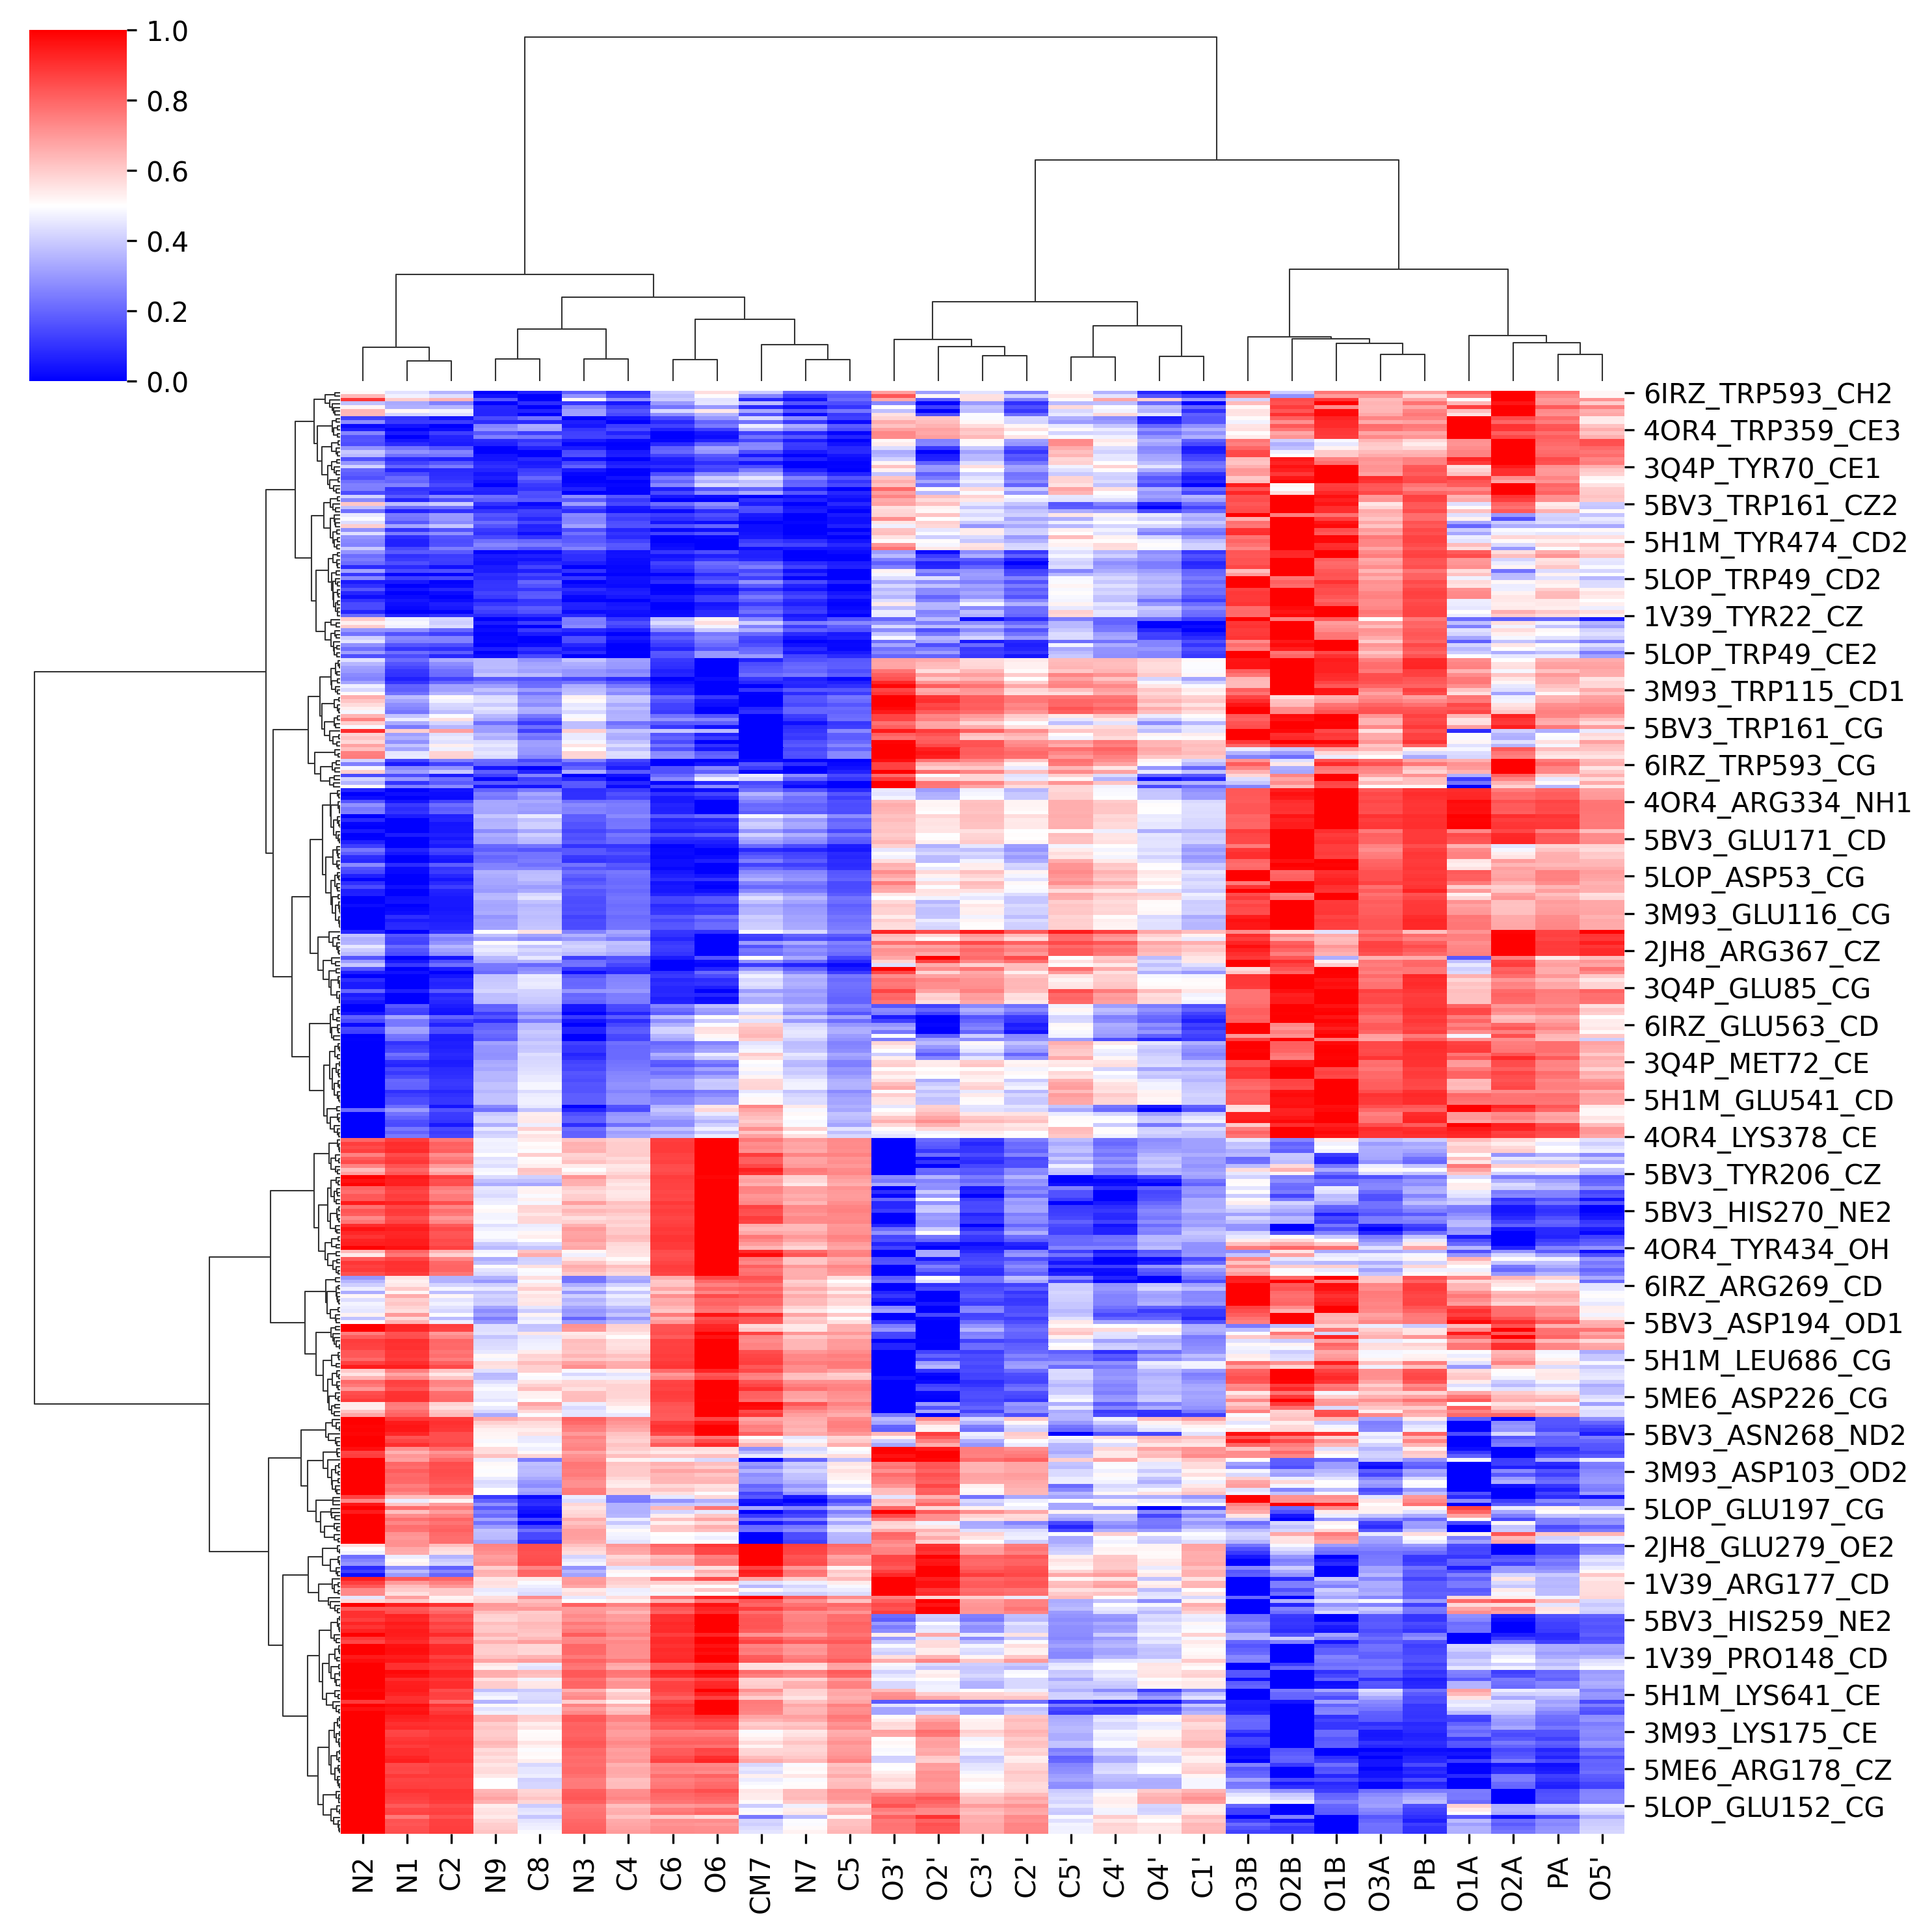 1.0
0.8
0.6
0.4
0.2
0.0
6IRZ_TRP593_CH2
4OR4_TRP359_CE3
3Q4P_TYR70_CE1
5BV3_TRP161_CZ2
5H1M_TYR474_CD2
5LOP_TRP49_CD2
1V39_TYR22_CZ
5LOP_TRP49_CE2
3M93_TRP115_CD1
5BV3_TRP161_CG
6IRZ_TRP593_CG
4OR4_ARG334_NH1
5BV3_GLU171_CD
5LOP_ASP53_CG
3M93_GLU116_CG
2JH8_ARG367_CZ
3Q4P_GLU85_CG
6IRZ_GLU563_CD
3Q4P_MET72_CE
5H1M_GLU541_CD
4OR4_LYS378_CE
5BV3_TYR206_CZ
5BV3_HIS270_NE2
4OR4_TYR434_OH
6IRZ_ARG269_CD
5BV3_ASP194_OD1
5H1M_LEU686_CG
5ME6_ASP226_CG
5BV3_ASN268_ND2
3M93_ASP103_OD2
5LOP_GLU197_CG
2JH8_GLU279_OE2
1V39_ARG177_CD
5BV3_HIS259_NE2
1V39_PRO148_CD
5H1M_LYS641_CE
3M93_LYS175_CE
5ME6_ARG178_CZ
5LOP_GLU152_CG
N2
N1
C2
N9
C8
N3
C4
C6
O6
CM7
N7
C5
O3'
O2'
C3'
C2'
C5'
C4'
O4'
C1'
O3B
O2B
O1B
O3A
PB
O1A
O2A
PA
O5'